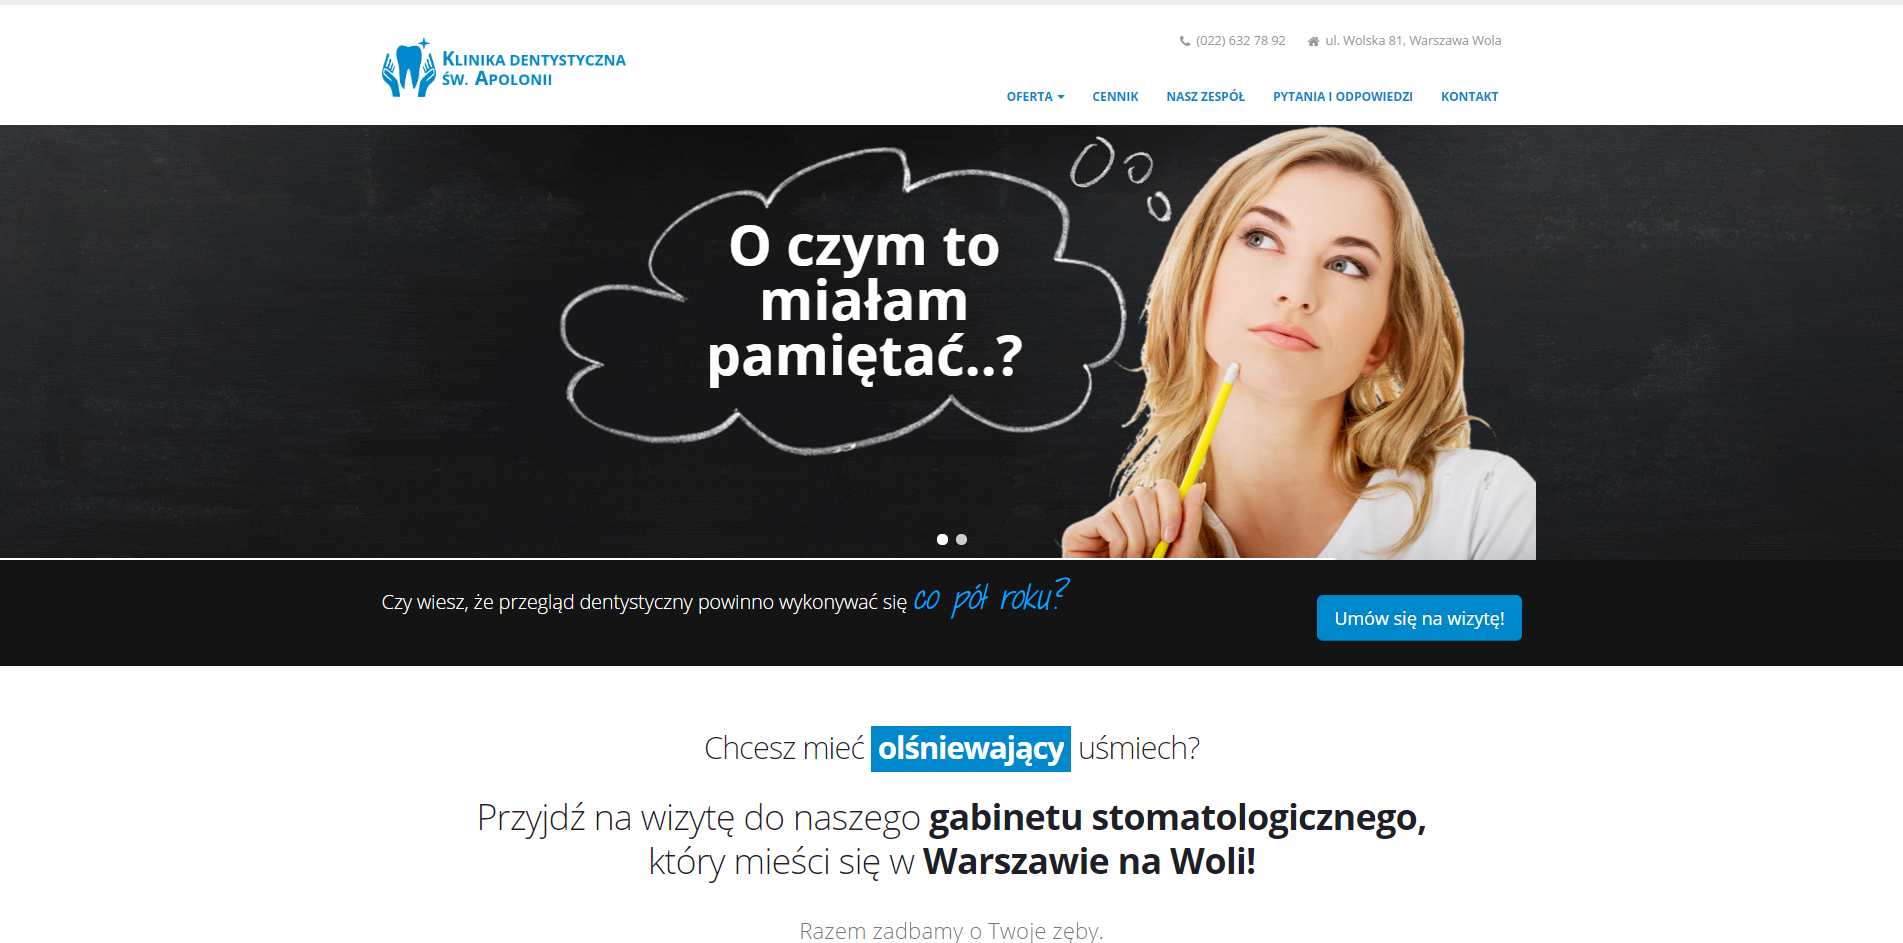 (022) 632 78 92 ul. Wolska 81, Warszawa Wola
Klinika dentystyczna
św. Apolonii
OFERTA CENNIK NASZ ZESPÓŁ PYTANIA I ODPOWIEDZI KONTAKT
O czym to
miałam
pamiętać..?
Czy wiesz, że przegląd dentystyczny powinno wykonywać się co pół roku?
Umów się na wizytę!
Chcesz mieć olśniewający uśmiech?
Przyjdź na wizytę do naszego gabinetu stomatologicznego,
który mieści się w Warszawie na Woli!
Razem zadbamy o Twoje zęby.